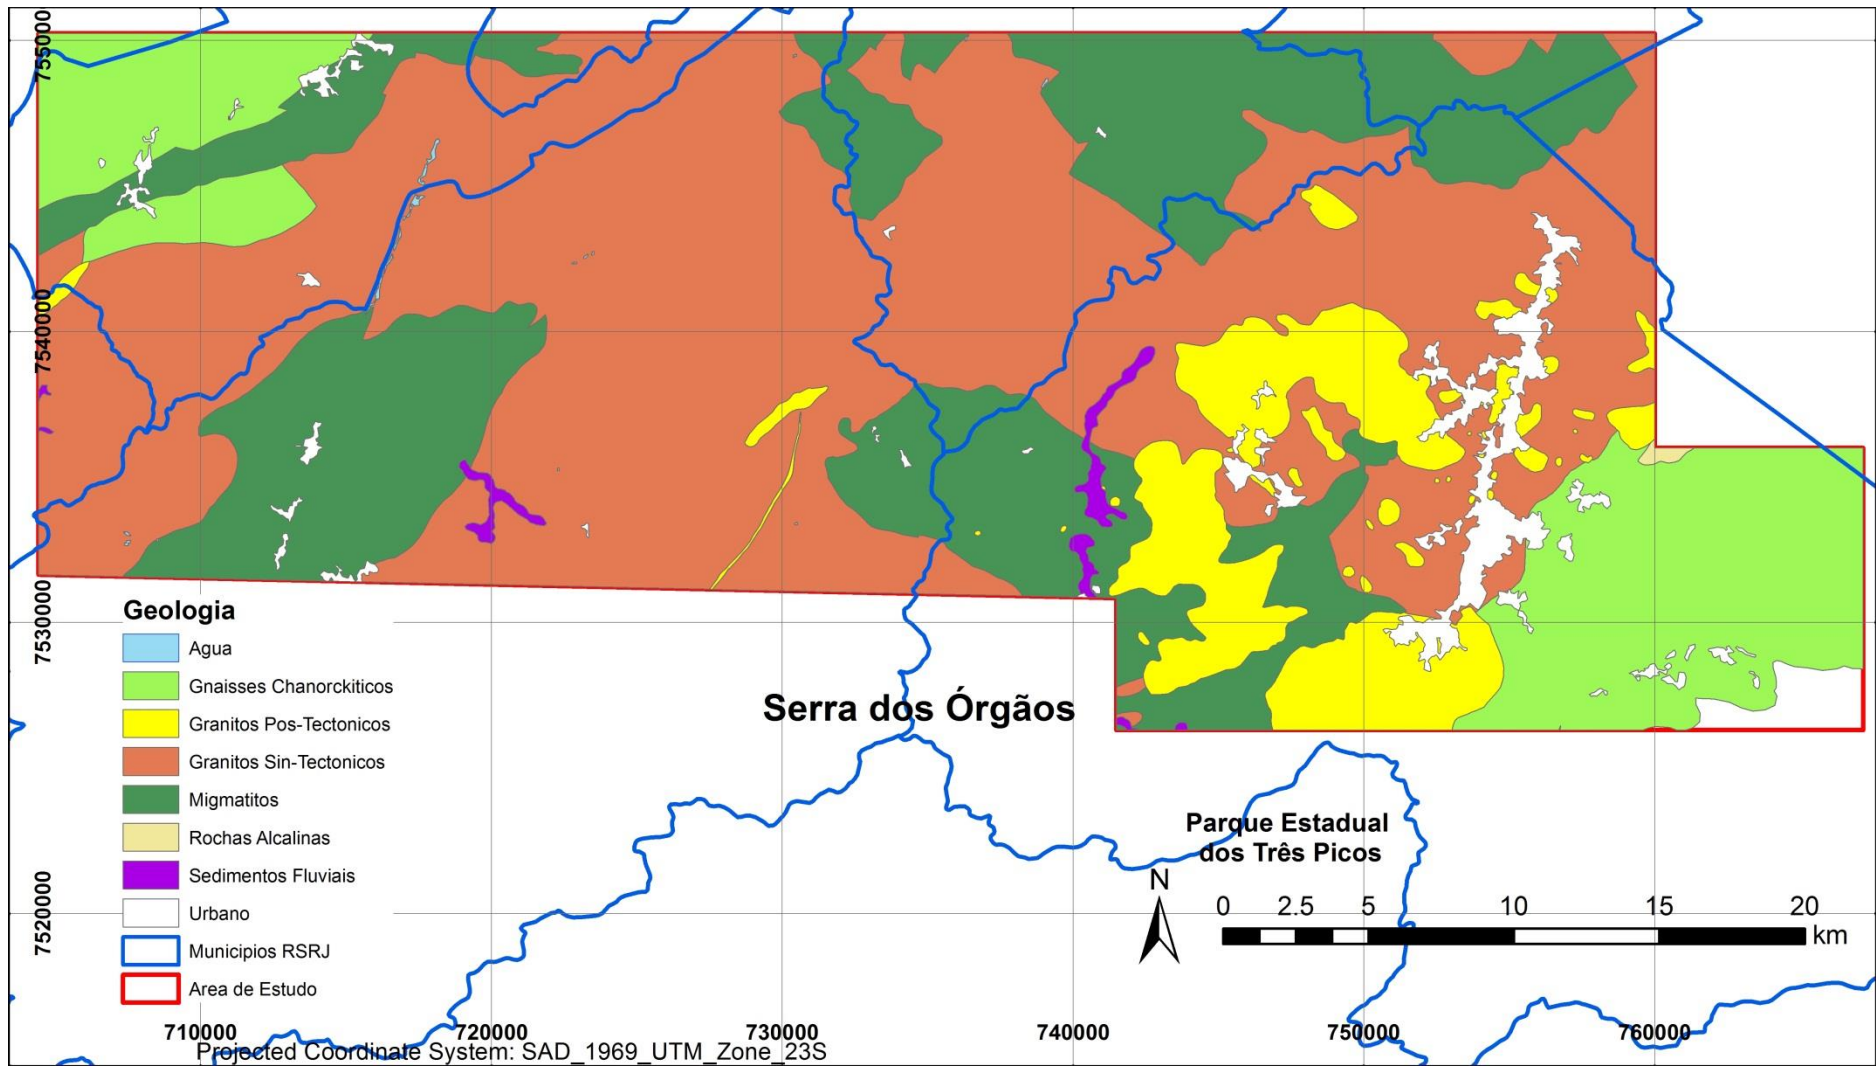 7550000
7540000
7530000
7520000
Geologia
Agua
Gnaisses Chanorckiticos
Granitos Pos-Tectonicos
Granitos Sin-Tectonicos
Migmatitos
Rochas Alcalinas
Sedimentos Fluviais
Urbano
Municipios RSRJ
Area de Estudo
Serra dos Órgãos
Parque Estadual
dos Três Picos
N
0 2.5 5 10 15 20
km
710000 720000 730000 740000 750000 760000
Projected Coordinate System: SAD_1969_UTM_Zone_23S